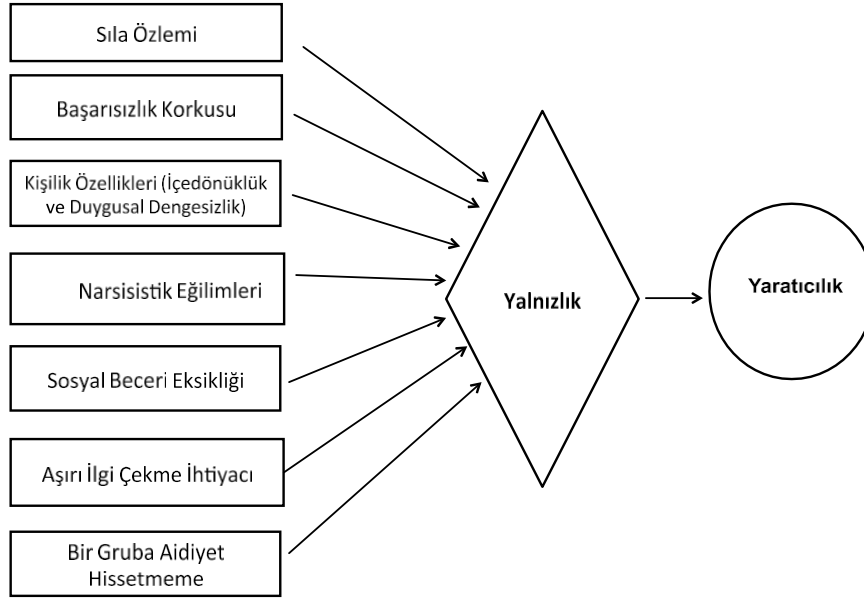 Sıla Özlemi
Başarısızlık Korkusu
Kişilik Özellikleri (İçedönüklük
ve Duygusal Dengesizlik)
Narsisistik Eğilimleri
Sosyal Beceri Eksikliği
Aşırı İlgi Çekme İhtiyacı
Bir Gruba Aidiyet
Hissetmeme
Yalnızlık
Yaratıcılık